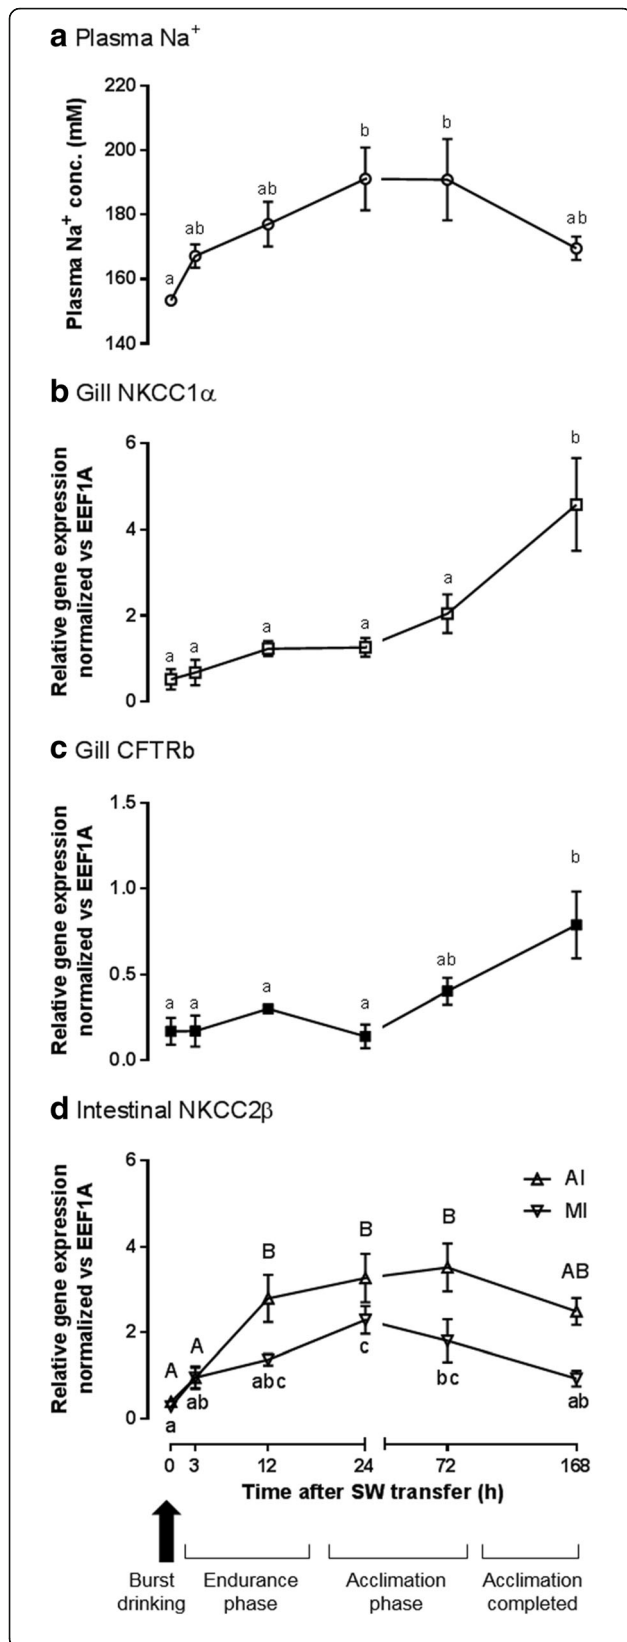 a Plasma Na+
Plasma Na+ conc. (mM)
220
200
180
160
140
a
ab
ab
b
b
ab
b Gill NKCC1α
Relative gene expression
normalized vs EEF1A
6
4
2
0
a
a
a
a
a
b
c Gill CFTRb
Relative gene expression
normalized vs EEF1A
1.5
1.0
0.5
0.0
a
a
a
a
ab
b
d Intestinal NKCC2β
Relative gene expression
normalized vs EEF1A
6
4
2
0
AI
MI
A
A
B
B
B
AB
a
ab
abc
c
bc
ab
0 3 12 24 72 168
Time after SW transfer (h)
Burst
drinking
Endurance
phase
Acclimation
phase
Acclimation
completed